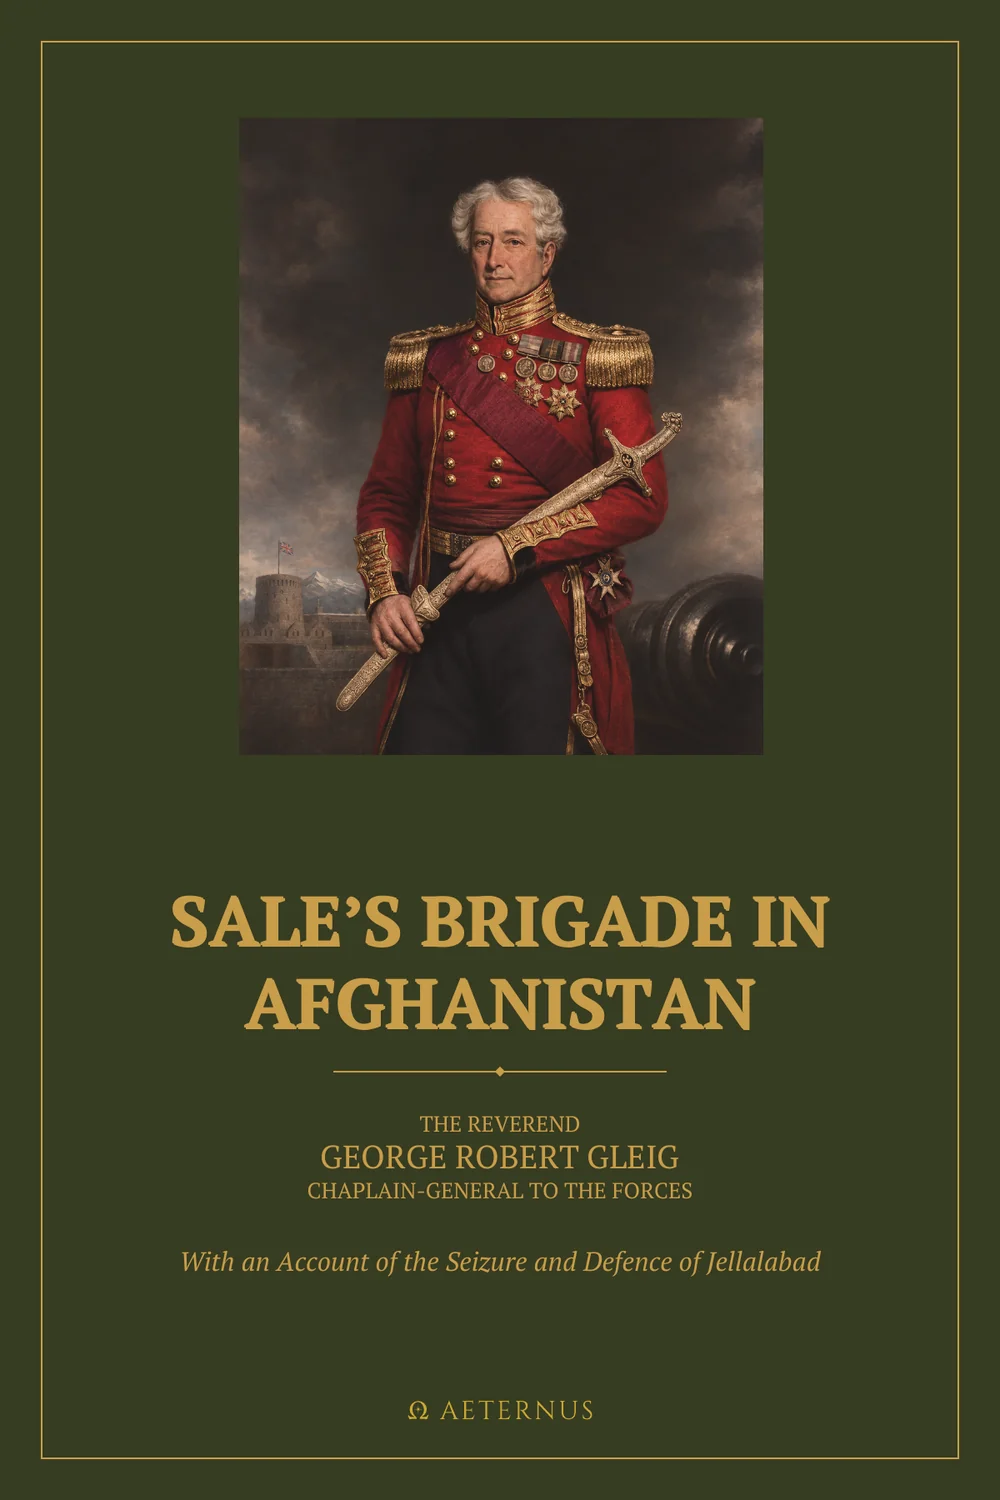 SALE’S BRIGADE IN
AFGHANISTAN
THE REVEREND
GEORGE ROBERT GLEIG
CHAPLAIN-GENERAL TO THE FORCES
With an Account of the Seizure and Defence of Jellalabad
Ω AETERNUS